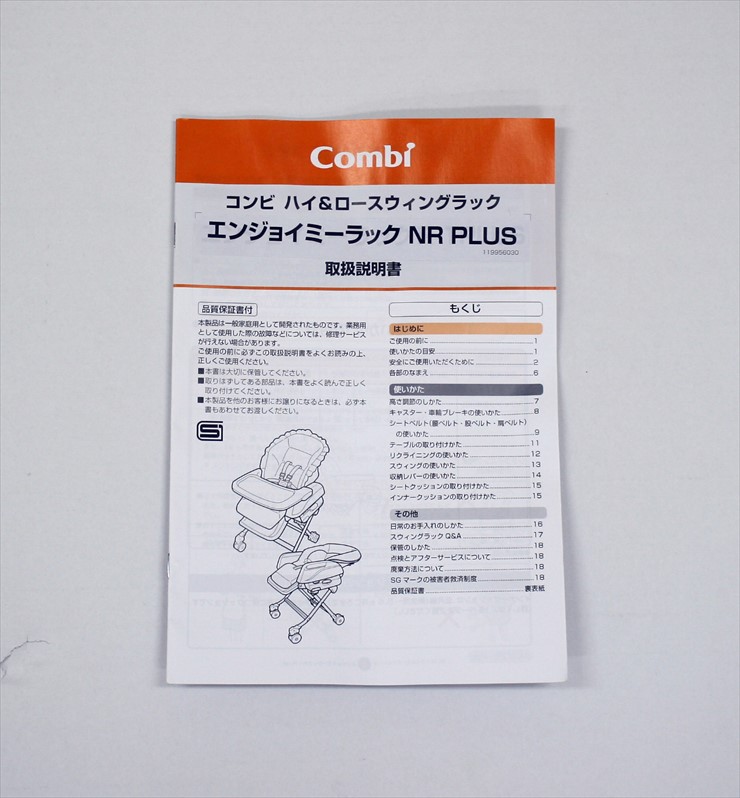 Combi
コンビ ハイ&ロースウィングラック
エンジョイミーラック NR PLUS
119956030
取扱説明書
品質保証書付
本製品は一般家庭用として開発されたものです。業務用
として使用した際の故障などについては、修理サービス
が行えない場合があります。
ご使用の前に必ずこの取扱説明書をよくお読みの上、
正しくご使用ください。
■本書は大切に保管してください。
■取りはずしてある部品は、本書をよく読んで正しく
取り付けてください。
■本製品を他のお客様にお譲りになるときは、必ず本
書もあわせてお渡しください。
もくじ
はじめに
ご使用の前に 1
使いかたの目安 1
安全にご使用いただくために 2
各部のなまえ 6
使いかた
高さ調節のしかた 7
キャスター・車輪ブレーキの使いかた 8
シートベルト(腰ベルト・股ベルト・肩ベルト)
の使いかた 9
テーブルの取り付けかた 11
リクライニングの使いかた 12
スウィングの使いかた 13
収納レバーの使いかた 14
シートクッションの取り付けかた 15
インナークッションの取り付けかた 15
その他
日常のお手入れのしかた 16
スウィングラック Q&A 17
保管のしかた 18
点検とアフターサービスについて 18
廃棄方法について 18
SG マークの被害者救済制度 18
品質保証書 裏表紙